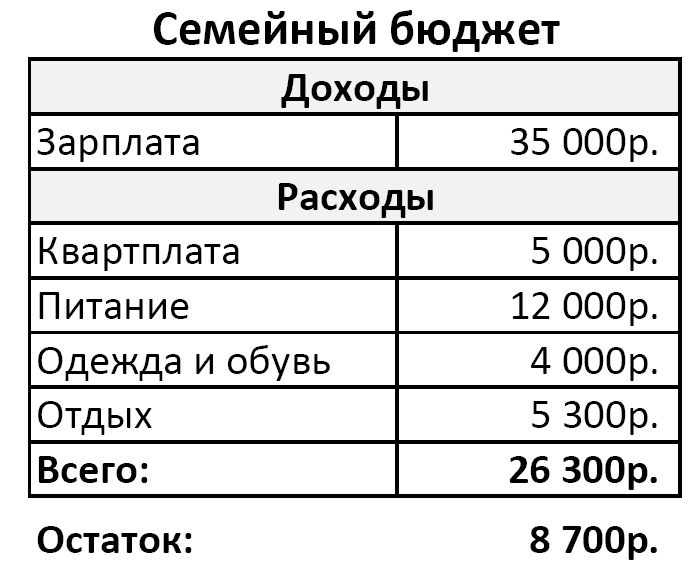 Семейный бюджет
Доходы
Зарплата 35 000р.
Расходы
Квартплата 5 000р.
Питание 12 000р.
Одежда и обувь 4 000р.
Отдых 5 300р.
Всего: 26 300р.
Остаток: 8 700р.